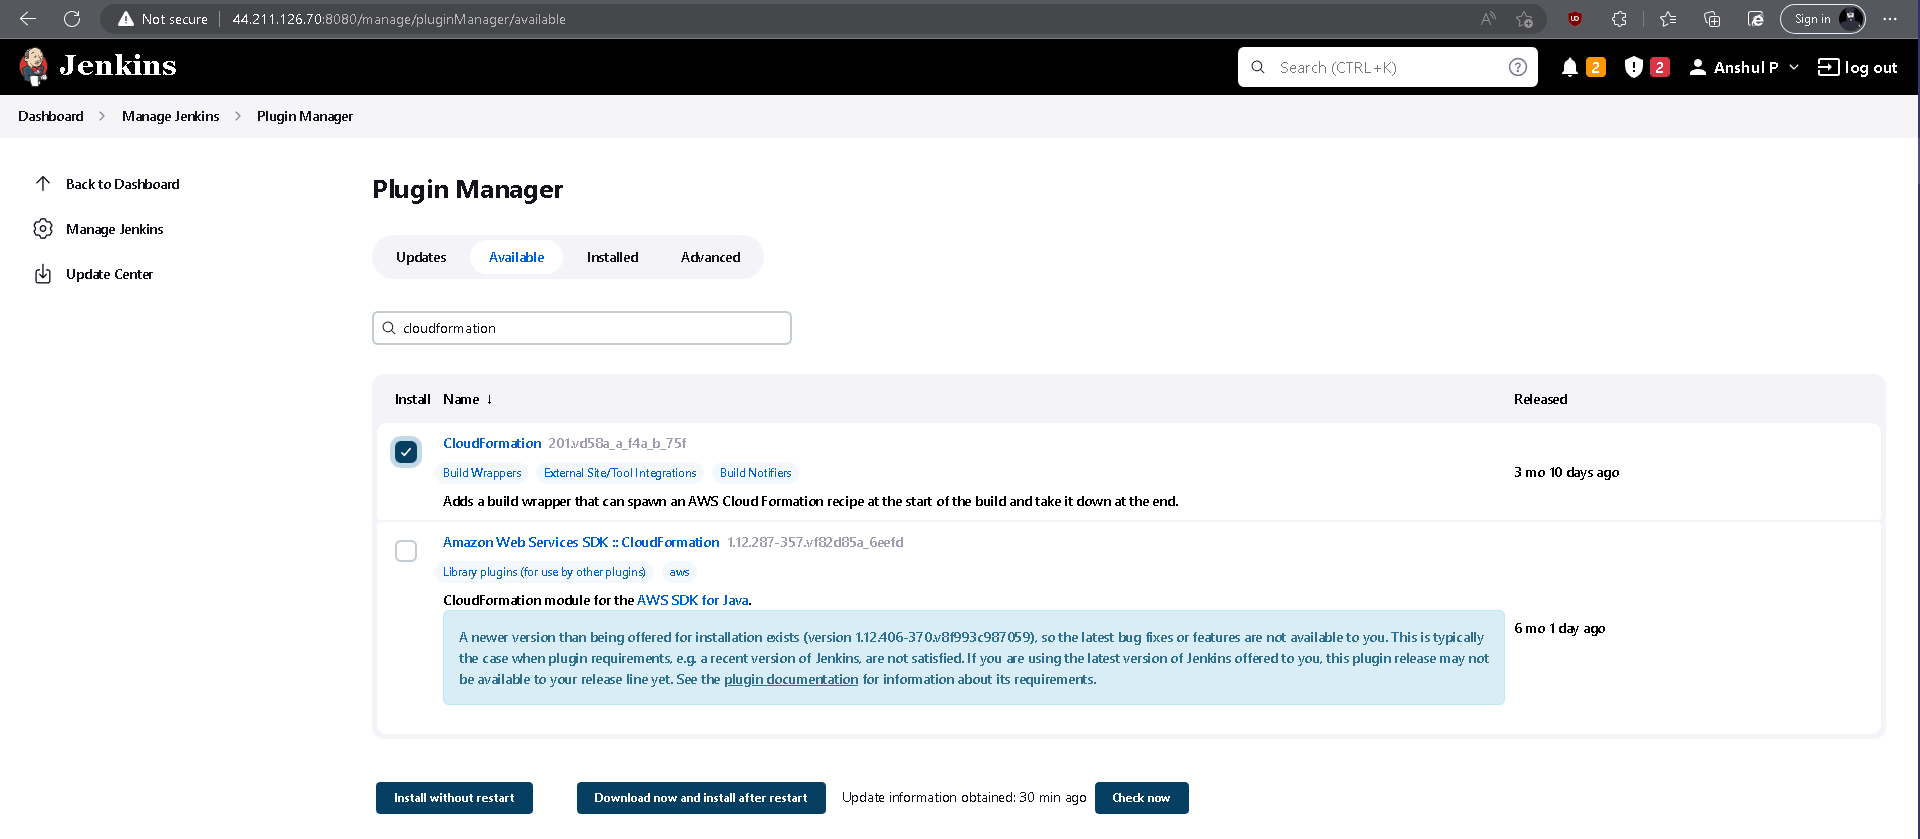 Not secure 44.211.126.70:8080/manage/pluginManager/available Sign in
Jenkins Search (CTRL+K) 2 2 Anshul P log out
Dashboard Manage Jenkins Plugin Manager
Back to Dashboard
Manage Jenkins
Update Center
Plugin Manager
Updates Available Installed Advanced
cloudformation
Install Name ↓ Released
CloudFormation 201.vd58a_a_f4a_b_75f
Build Wrappers External Site/Tool Integrations Build Notifiers
Adds a build wrapper that can spawn an AWS Cloud Formation recipe at the start of the build and take it down at the end.
3 mo 10 days ago
Amazon Web Services SDK :: CloudFormation 1.12.287-357.vf82d85a_6eefd
Library plugins (for use by other plugins) aws
CloudFormation module for the AWS SDK for Java.
A newer version than being offered for installation exists (version 1.12.406-370.v8f993c987059), so the latest bug fixes or features are not available to you. This is typically
the case when plugin requirements, e.g. a recent version of Jenkins, are not satisfied. If you are using the latest version of Jenkins offered to you, this plugin release may not
be available to your release line yet. See the plugin documentation for information about its requirements.
6 mo 1 day ago
Install without restart Download now and install after restart Update information obtained: 30 min ago Check now